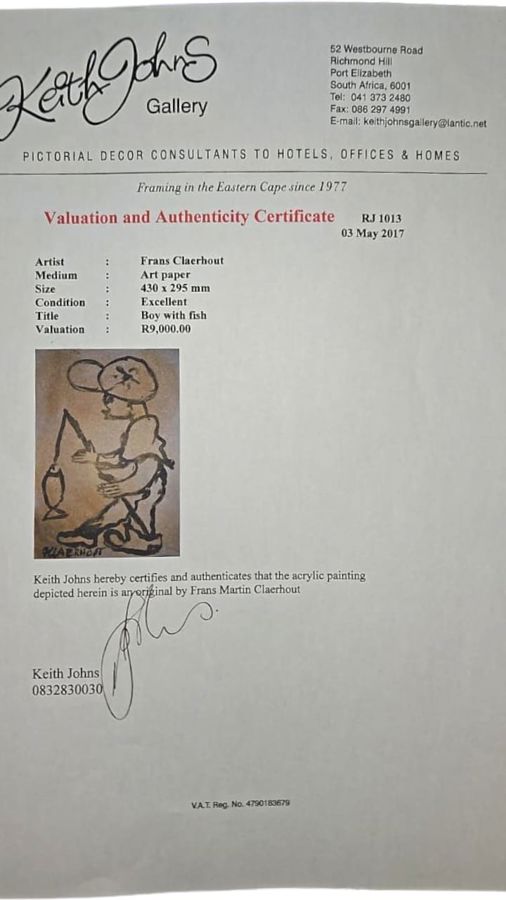 Keith Johns
Gallery
52 Westbourne Road
Richmond Hill
Port Elizabeth
South Africa, 6001
Tel: 041 373 2480
Fax: 086 297 4991
E-mail: keithjohnsgallery@lantic.net
PICTORIAL DECOR CONSULTANTS TO HOTELS, OFFICES & HOMES
Framing in the Eastern Cape since 1977
Valuation and Authenticity Certificate RJ 1013
03 May 2017
Artist : Frans Claerhout
Medium : Art paper
Size : 430 x 295 mm
Condition : Excellent
Title : Boy with fish
Valuation : R9,000.00
CLAERHOUT
Keith Johns hereby certifies and authenticates that the acrylic painting
depicted herein is an original by Frans Martin Claerhout
Keith Johns
0832830030
V.A.T. Reg. No. 4790183679